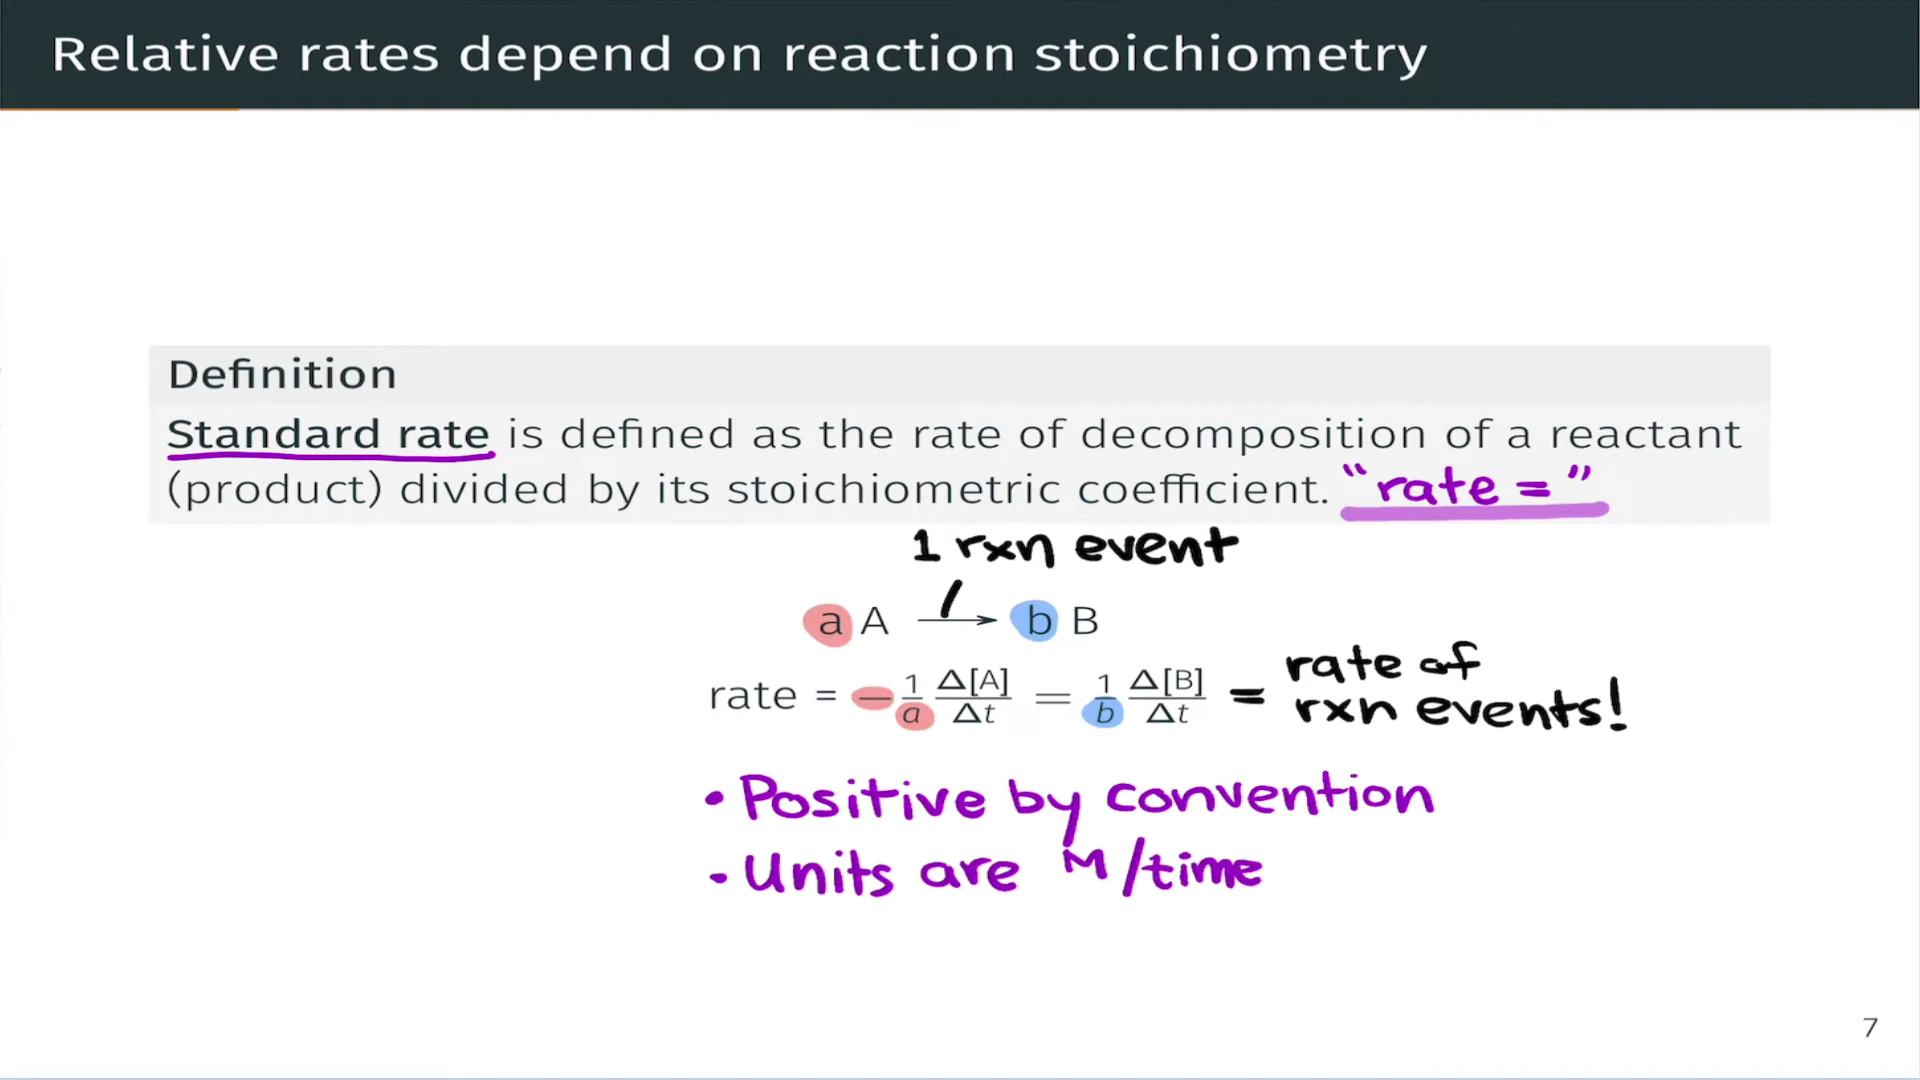 Relative rates depend on reaction stoichiometry
Definition
Standard rate is defined as the rate of decomposition of a reactant
(product) divided by its stoichiometric coefficient. "rate = "
1 rxn event
a A → b B
rate = − 1/a Δ[A]/Δt = 1/b Δ[B]/Δt = rate of
rxn events!
• Positive by convention
• Units are M/time
7